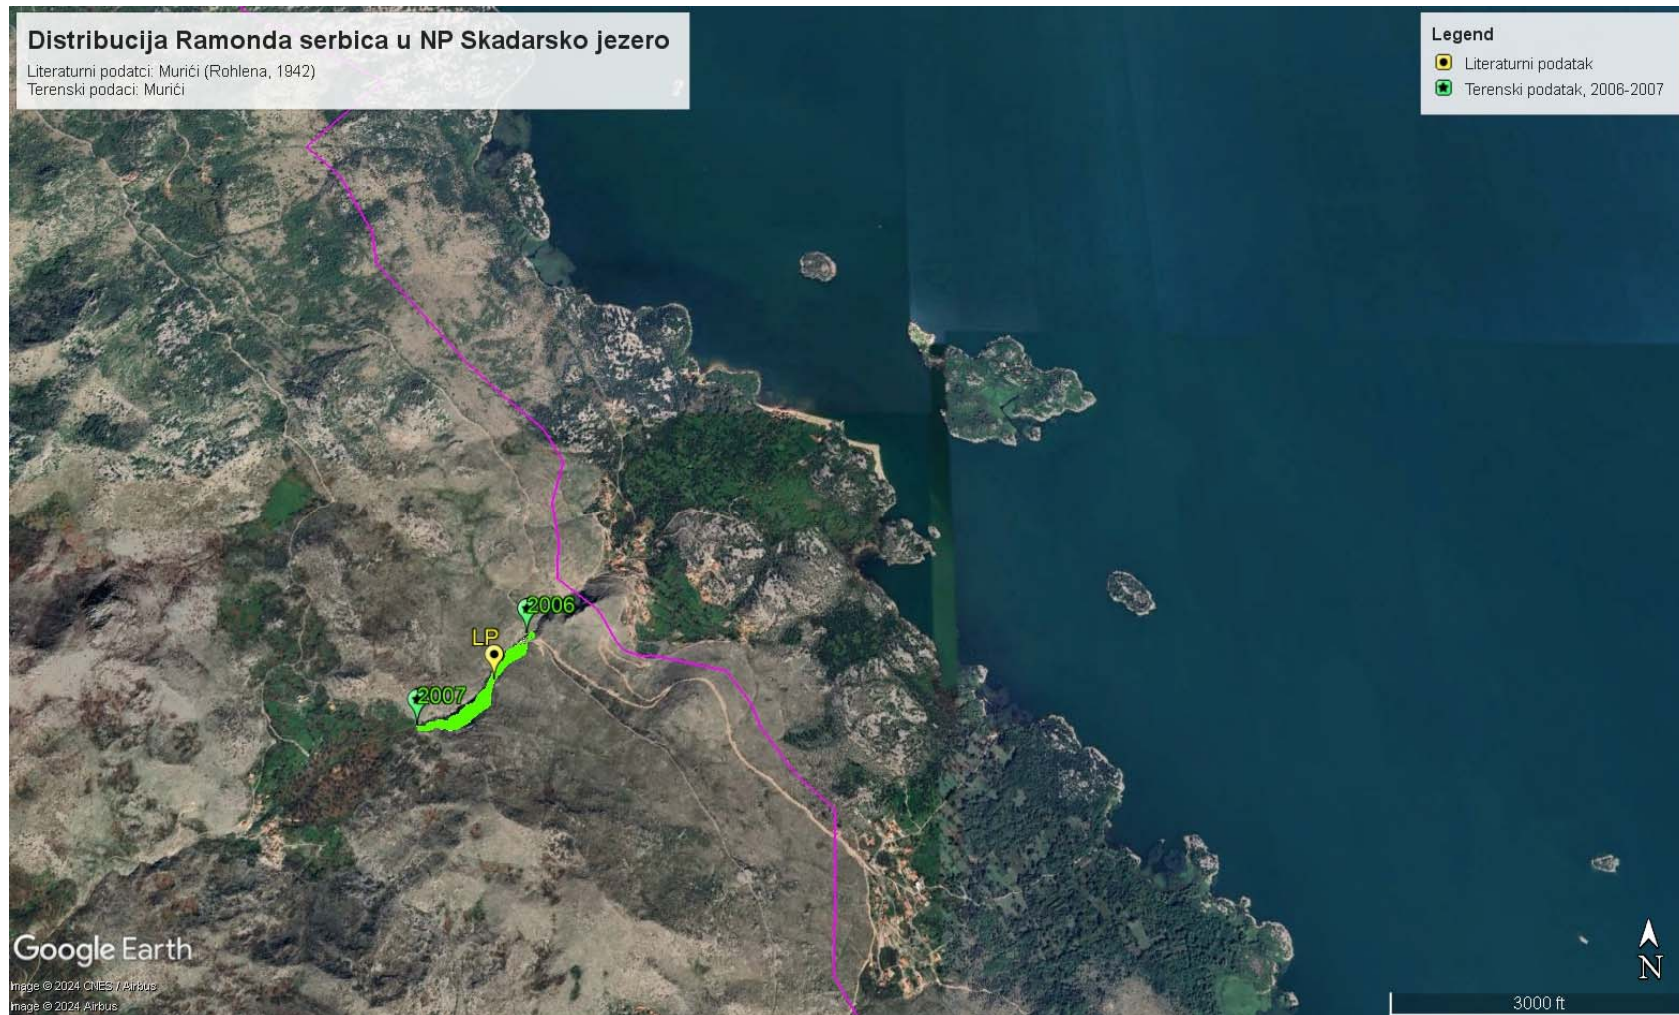 Distribucija Ramonda serbica u NP Skadarsko jezero
Literaturni podatci: Murići (Rohlena, 1942)
Terenski podaci: Murići
Legend
Literaturni podatak
Terenski podatak, 2006-2007
2006
LP
2007
Google Earth
Image © 2024 CNES / Airbus
Image © 2024 Airbus
N
3000 ft